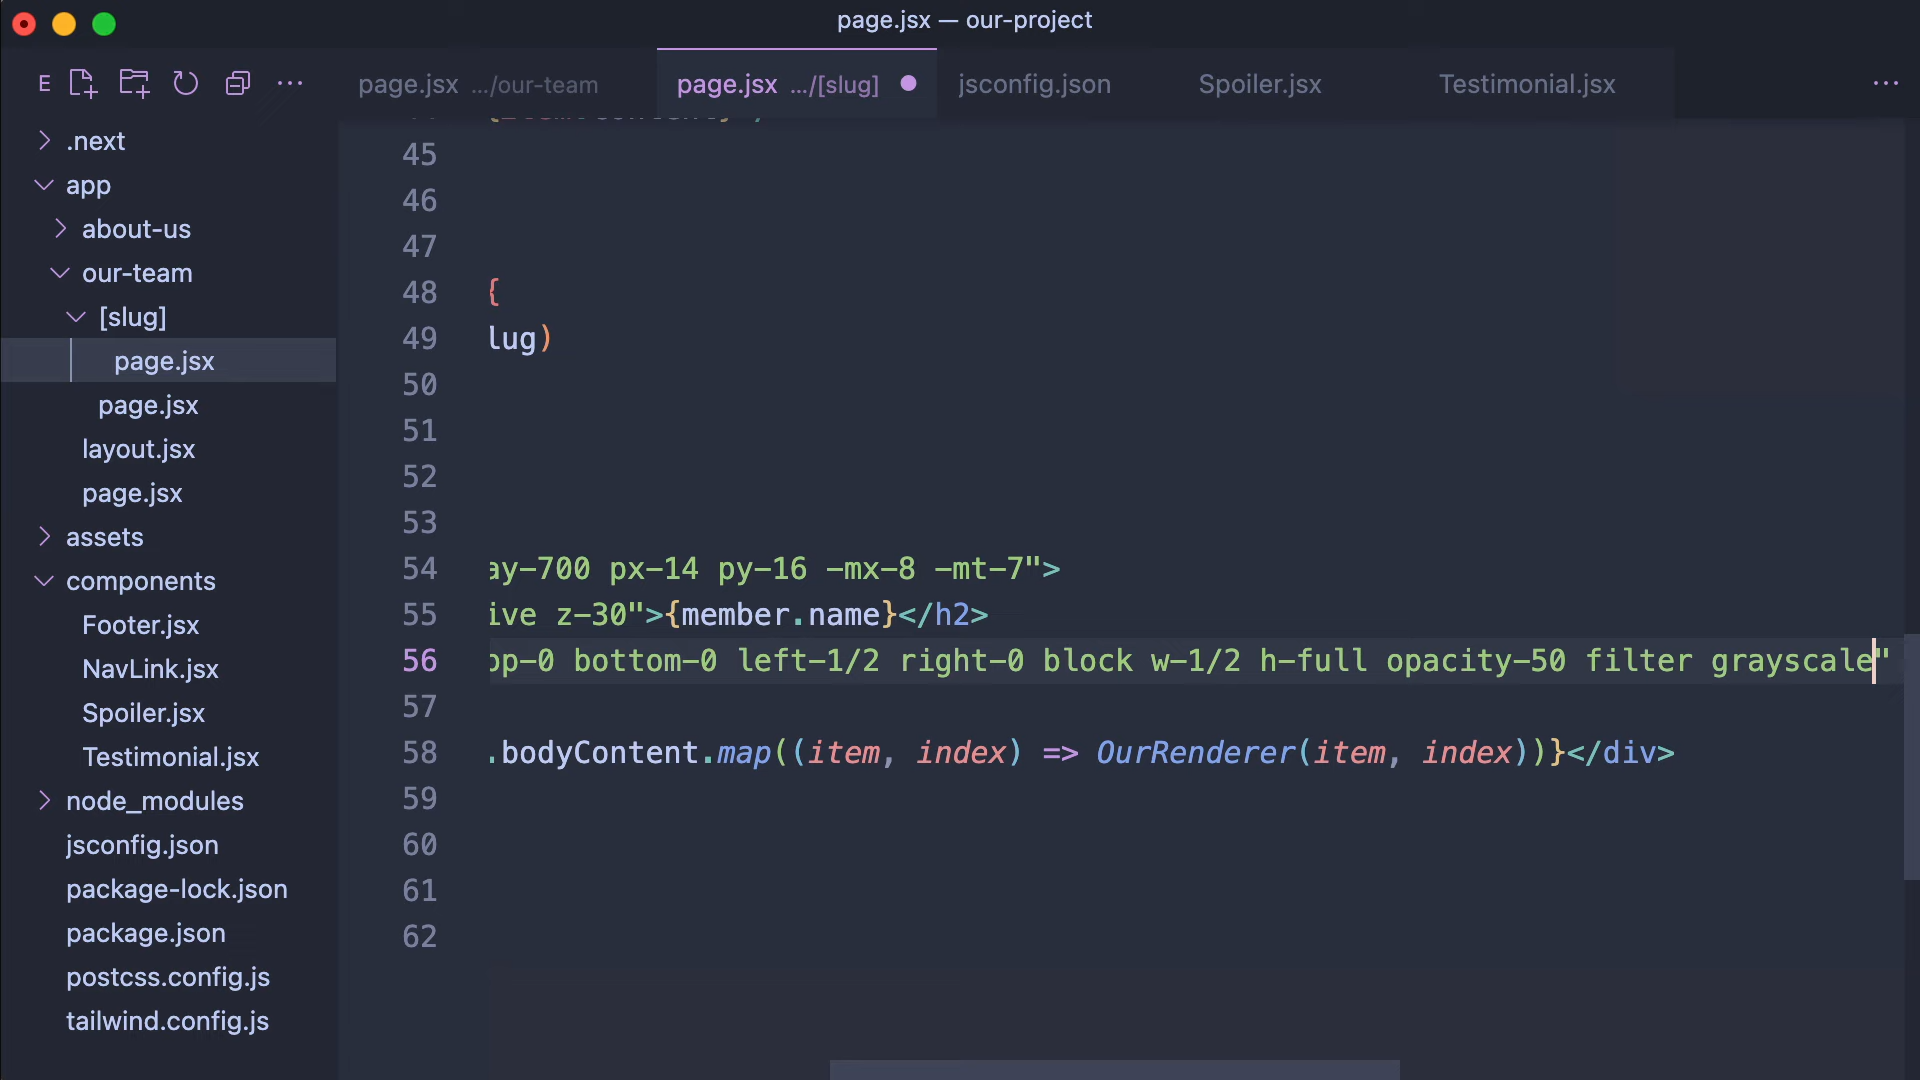 page.jsx — our-project
E
page.jsx .../our-team
page.jsx .../[slug]
jsconfig.json
Spoiler.jsx
Testimonial.jsx
.next
app
about-us
our-team
[slug]
page.jsx
page.jsx
layout.jsx
page.jsx
assets
components
Footer.jsx
NavLink.jsx
Spoiler.jsx
Testimonial.jsx
node_modules
jsconfig.json
package-lock.json
package.json
postcss.config.js
tailwind.config.js
45
46
47
48 {
49 lug)
50
51
52
53
54 ay-700 px-14 py-16 -mx-8 -mt-7">
55 ive z-30">{member.name}</h2>
56 op-0 bottom-0 left-1/2 right-0 block w-1/2 h-full opacity-50 filter grayscale"
57
58 .bodyContent.map((item, index) => OurRenderer(item, index))}</div>
59
60
61
62